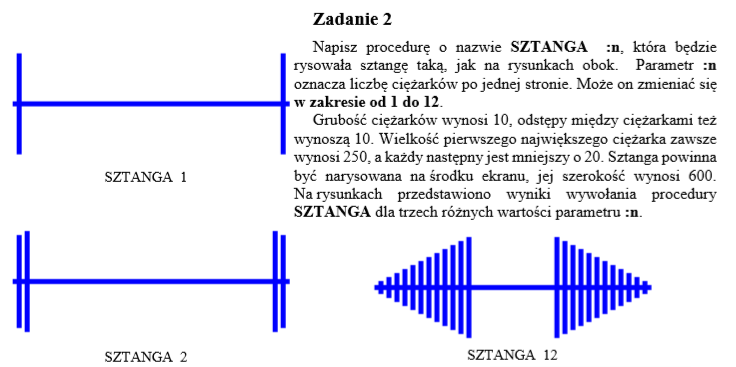 Zadanie 2
Napisz procedurę o nazwie SZTANGA :n, która będzie
rysowała sztangę taką, jak na rysunkach obok. Parametr :n
oznacza liczbę ciężarków po jednej stronie. Może on zmieniać się
w zakresie od 1 do 12.
Grubość ciężarków wynosi 10, odstępy między ciężarkami też
wynoszą 10. Wielkość pierwszego największego ciężarka zawsze
wynosi 250, a każdy następny jest mniejszy o 20. Sztanga powinna
być narysowana na środku ekranu, jej szerokość wynosi 600.
Na rysunkach przedstawiono wyniki wywołania procedury
SZTANGA dla trzech różnych wartości parametru :n.
SZTANGA 1
SZTANGA 2
SZTANGA 12